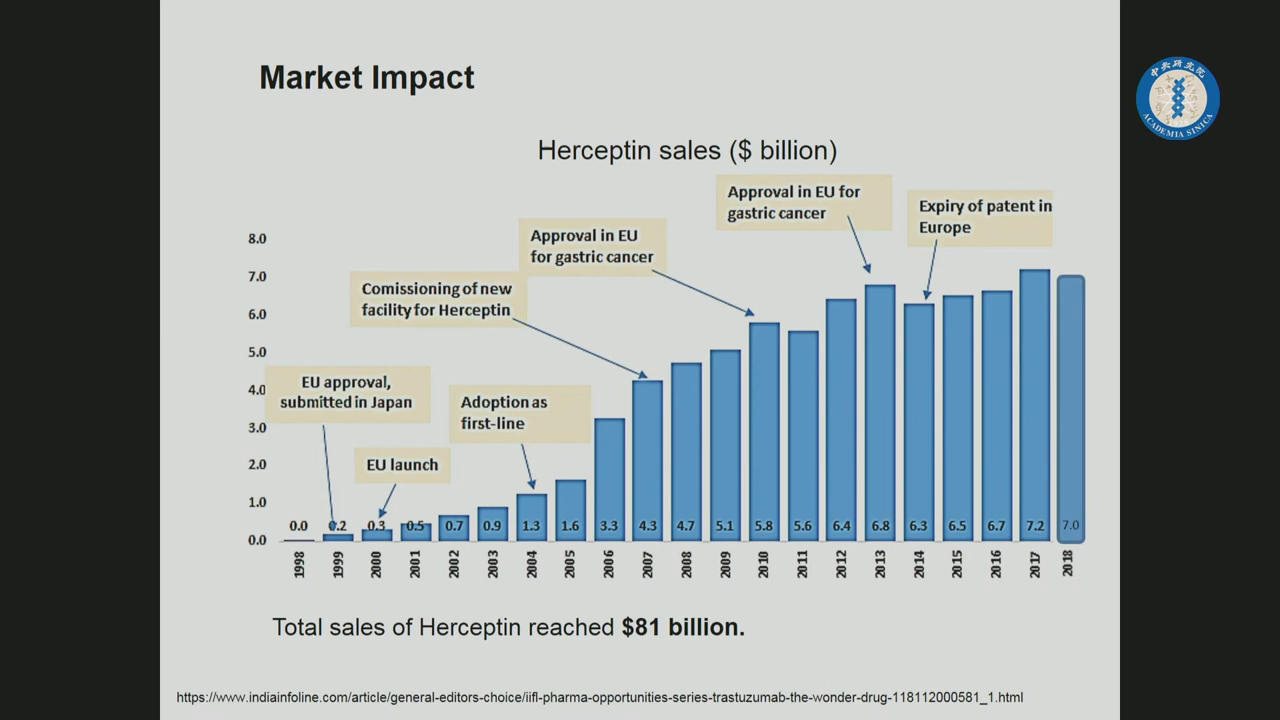 Market Impact
中央研究院
ACADEMIA SINICA
Herceptin sales ($ billion)
Approval in EU for
gastric cancer
Expiry of patent in
Europe
Approval in EU
for gastric cancer
Comissioning of new
facility for Herceptin
EU approval,
submitted in Japan
Adoption as
first-line
EU launch
8.0
7.0
6.0
5.0
4.0
3.0
2.0
1.0
0.0
0.0 0.2 0.3 0.5 0.7 0.9 1.3 1.6 3.3 4.3 4.7 5.1 5.8 5.6 6.4 6.8 6.3 6.5 6.7 7.2 7.0
1998 1999 2000 2001 2002 2003 2004 2005 2006 2007 2008 2009 2010 2011 2012 2013 2014 2015 2016 2017 2018
Total sales of Herceptin reached $81 billion.
https://www.indiainfoline.com/article/general-editors-choice/iifl-pharma-opportunities-series-trastuzumab-the-wonder-drug-118112000581_1.html